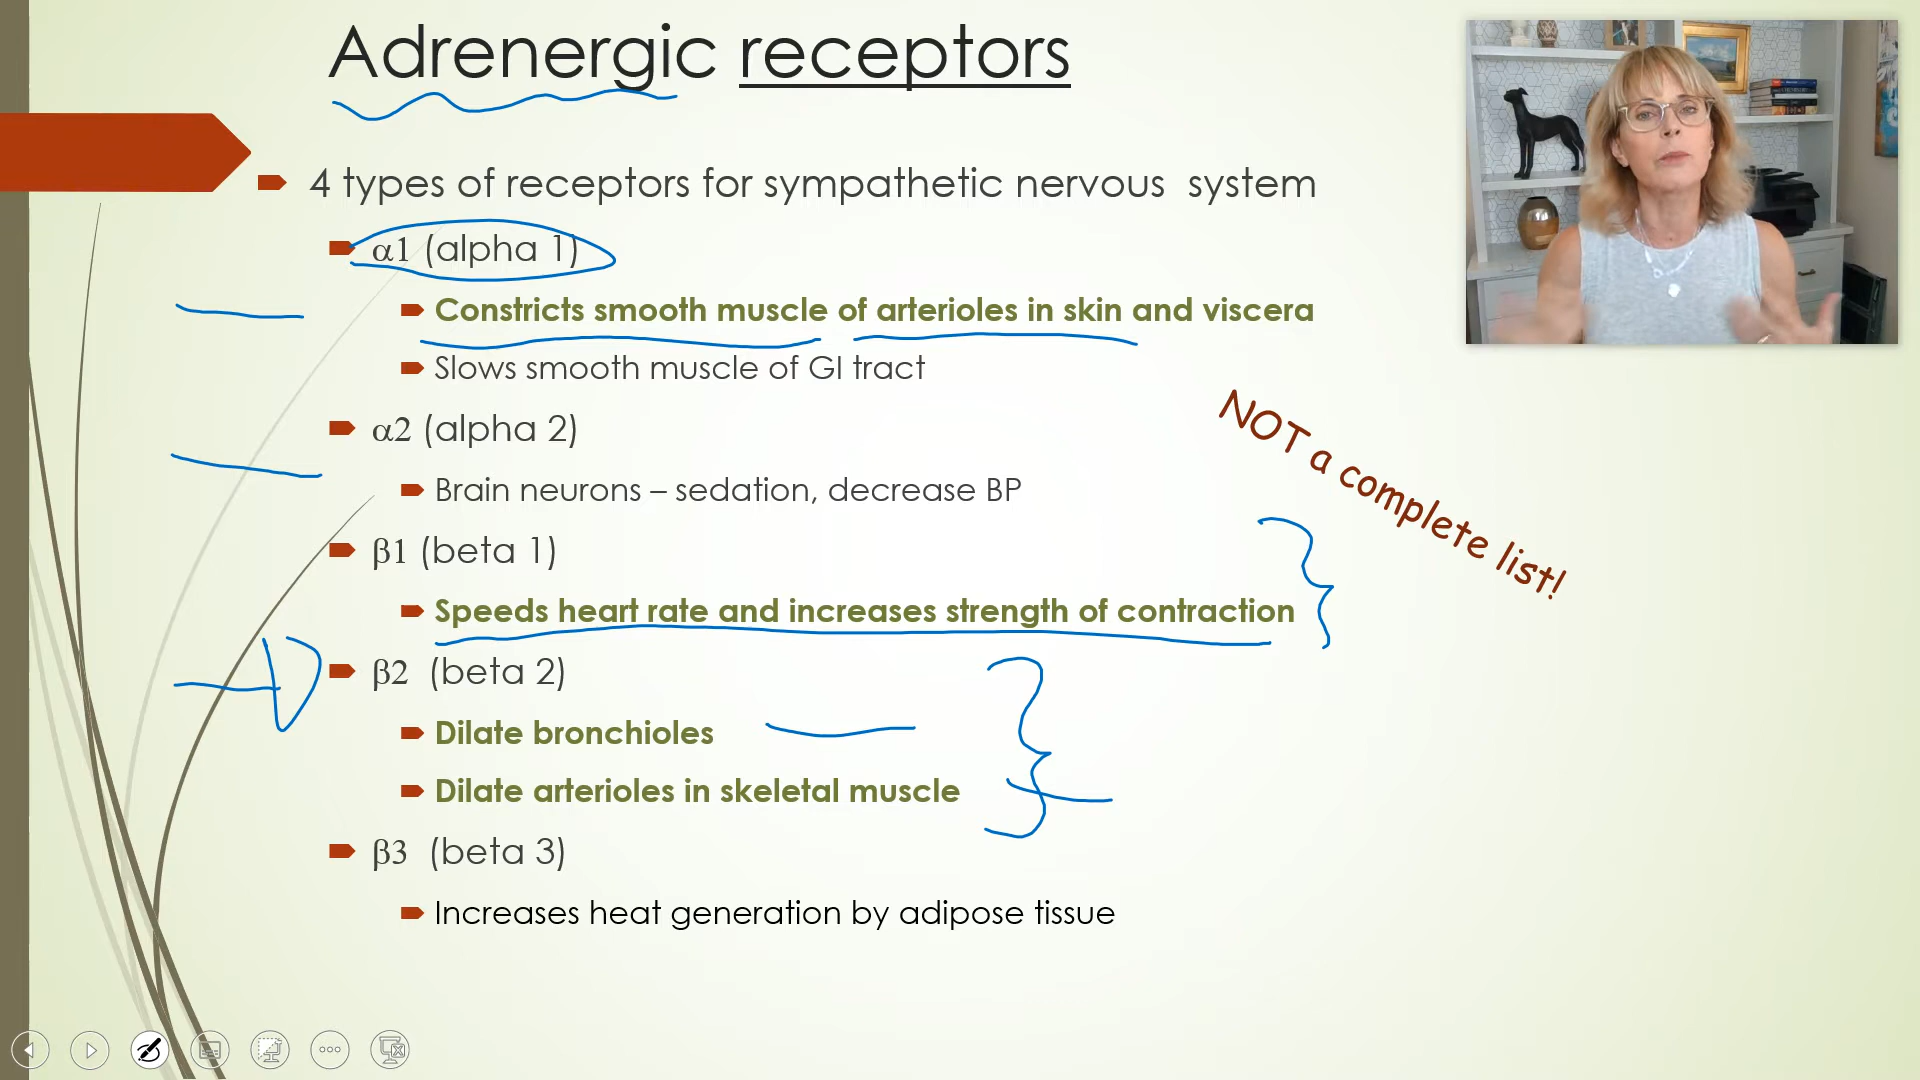 Adrenergic receptors
4 types of receptors for sympathetic nervous system
α1 (alpha 1)
Constricts smooth muscle of arterioles in skin and viscera
Slows smooth muscle of GI tract
α2 (alpha 2)
Brain neurons – sedation, decrease BP
β1 (beta 1)
Speeds heart rate and increases strength of contraction
β2 (beta 2)
Dilate bronchioles
Dilate arterioles in skeletal muscle
β3 (beta 3)
Increases heat generation by adipose tissue
NOT a complete list!